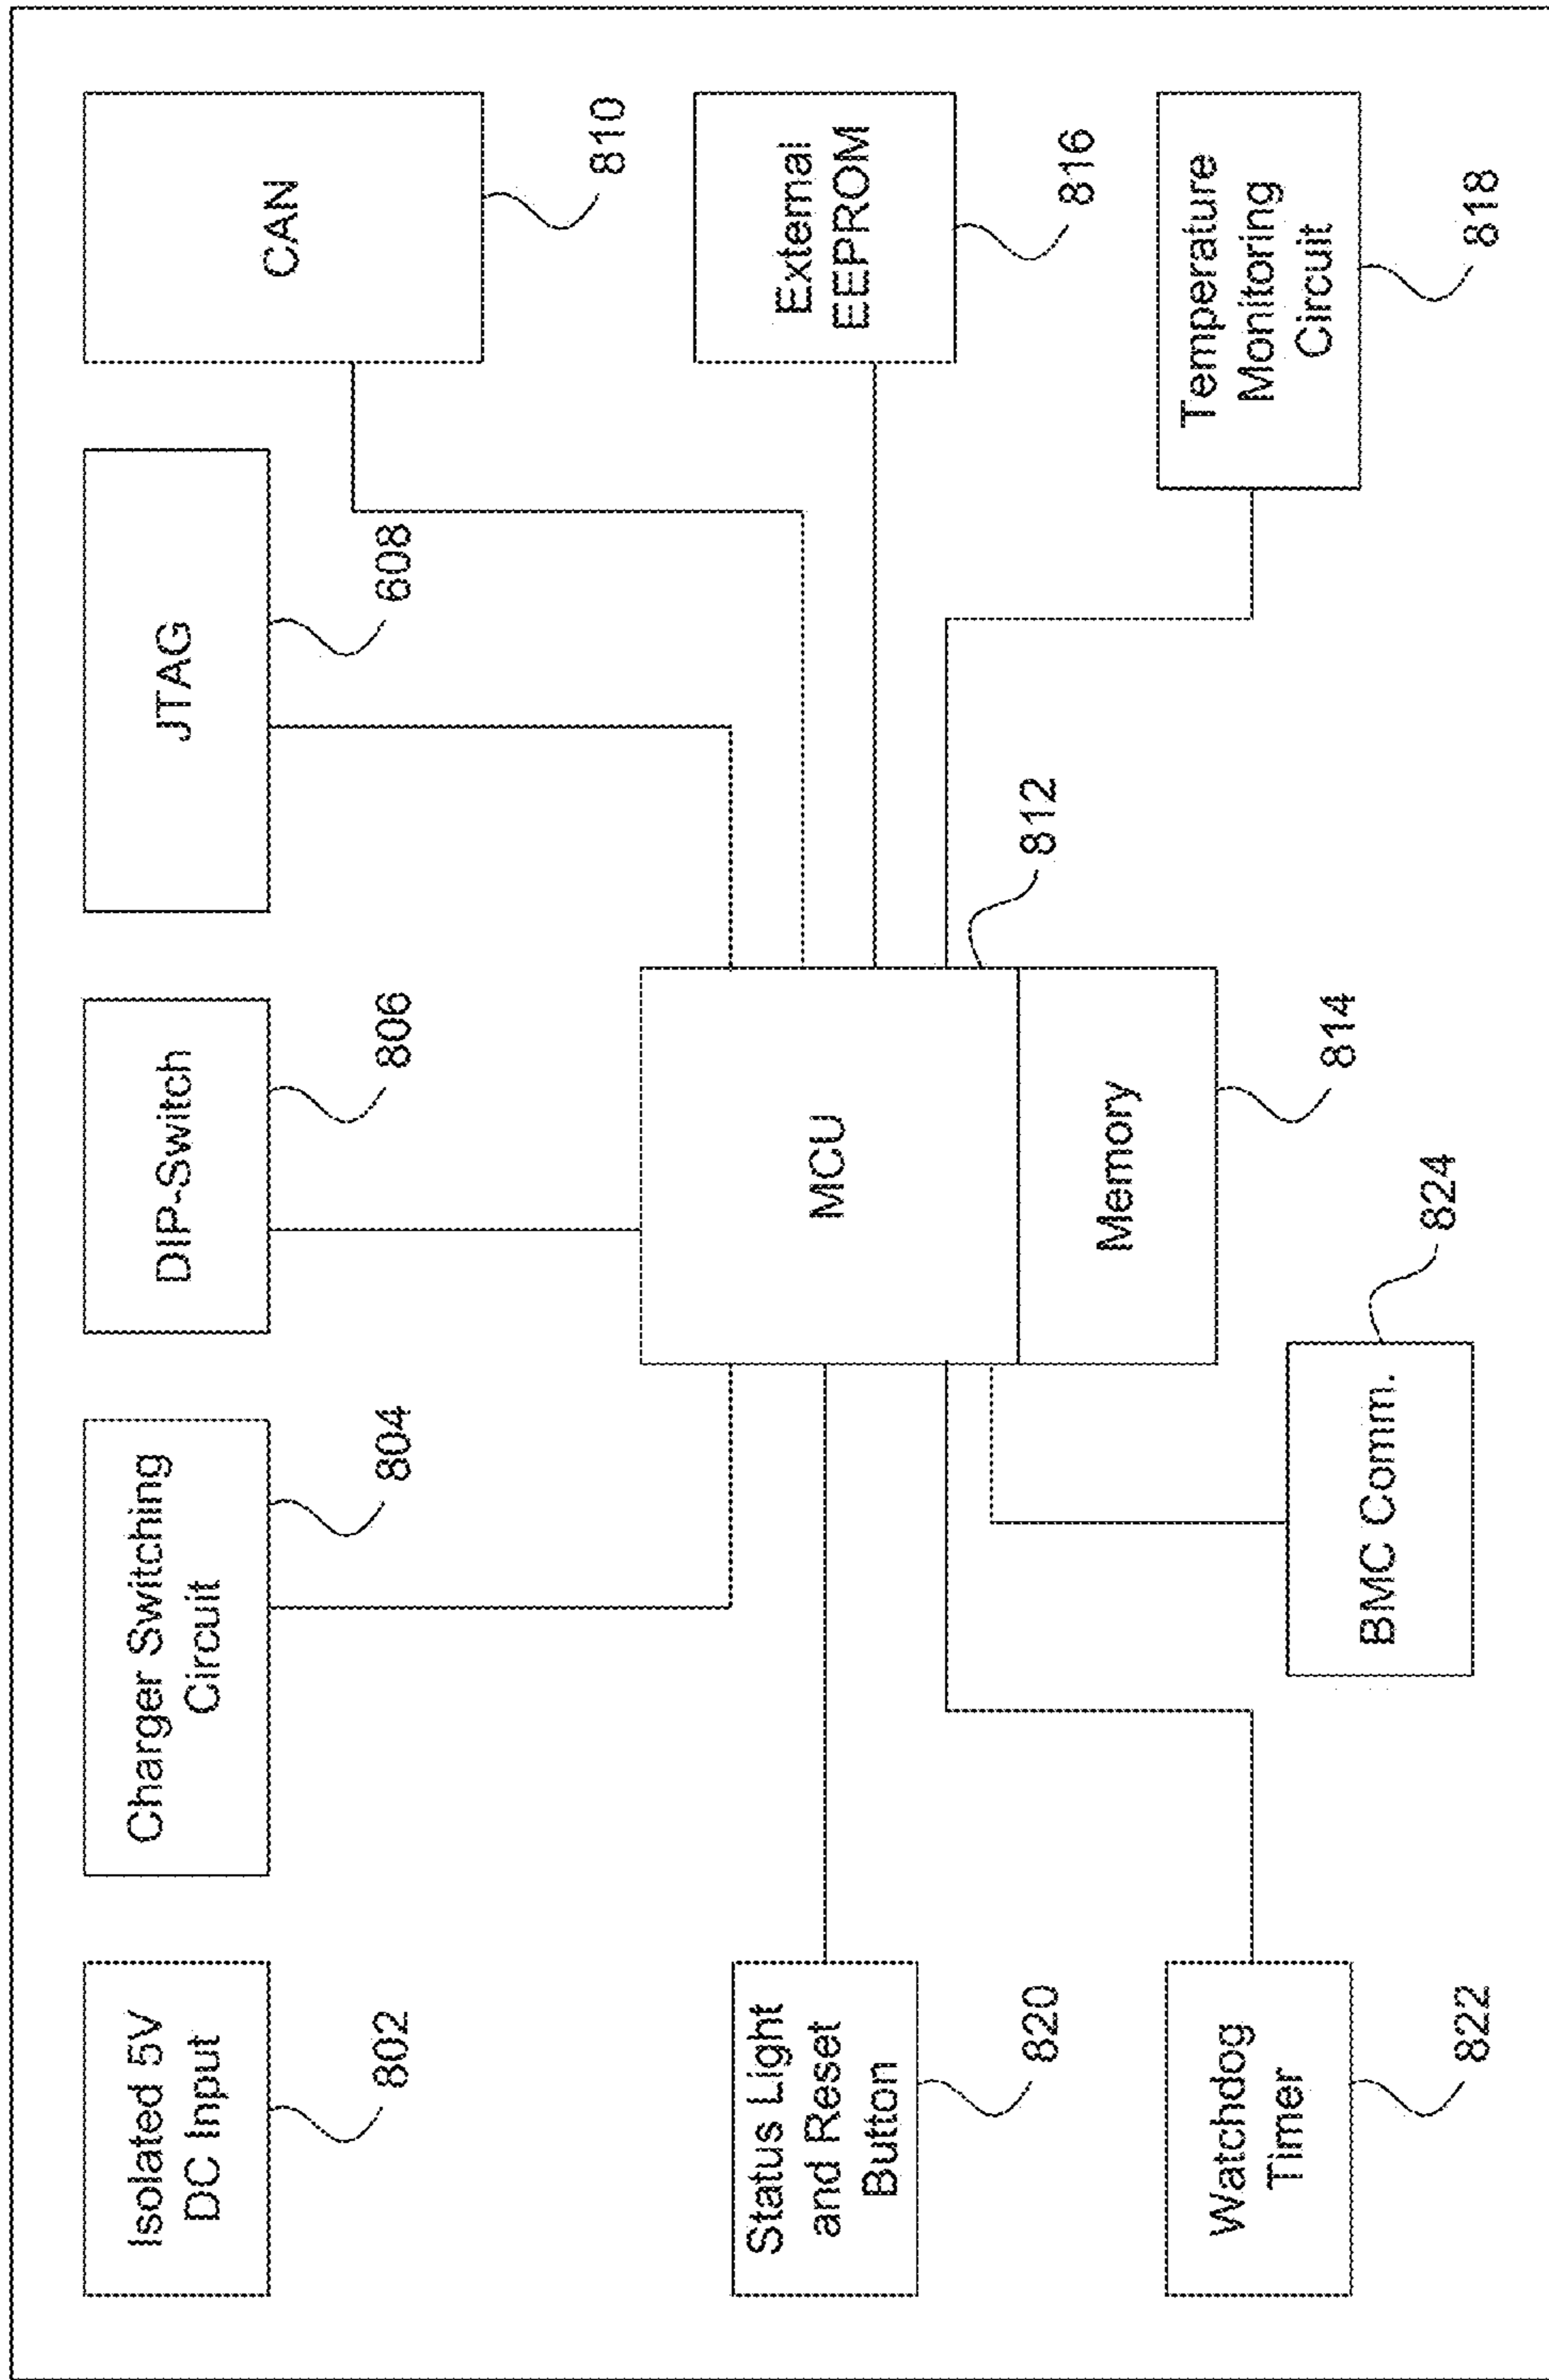 Isolated 5V
DC Input
802
Charger Switching
Circuit
804
DIP-Switch
806
JTAG
608
CAN
810
Status Light
and Reset
Button
820
MCU
812
Memory
814
External
EEPROM
816
Watchdog
Timer
822
BMC Comm.
824
Temperature
Monitoring
Circuit
818